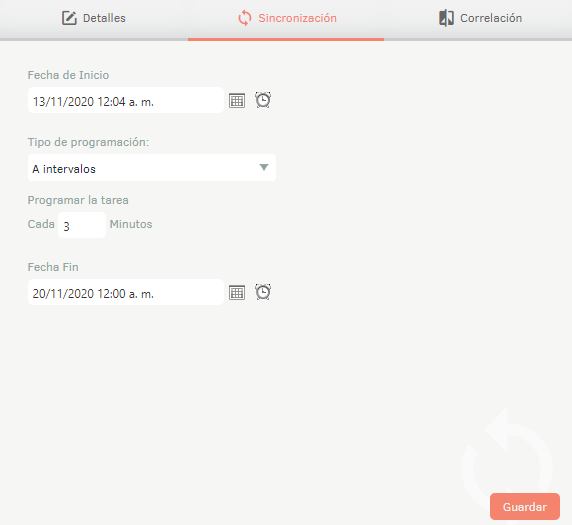 Detalles Sincronización Correlación
Fecha de Inicio
13/11/2020 12:04 a. m.
Tipo de programación:
A intervalos
Programar la tarea
Cada 3 Minutos
Fecha Fin
20/11/2020 12:00 a. m.
Guardar